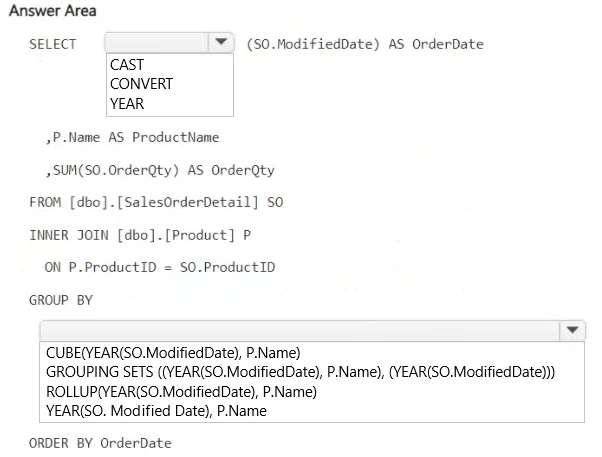 Answer Area
SELECT (SO.ModifiedDate) AS OrderDate
CAST
CONVERT
YEAR
,P.Name AS ProductName
,SUM(SO.OrderQty) AS OrderQty
FROM [dbo].[SalesOrderDetail] SO
INNER JOIN [dbo].[Product] P
ON P.ProductID = SO.ProductID
GROUP BY
CUBE(YEAR(SO.ModifiedDate), P.Name)
GROUPING SETS ((YEAR(SO.ModifiedDate), P.Name), (YEAR(SO.ModifiedDate)))
ROLLUP(YEAR(SO.ModifiedDate), P.Name)
YEAR(SO. Modified Date), P.Name
ORDER BY OrderDate